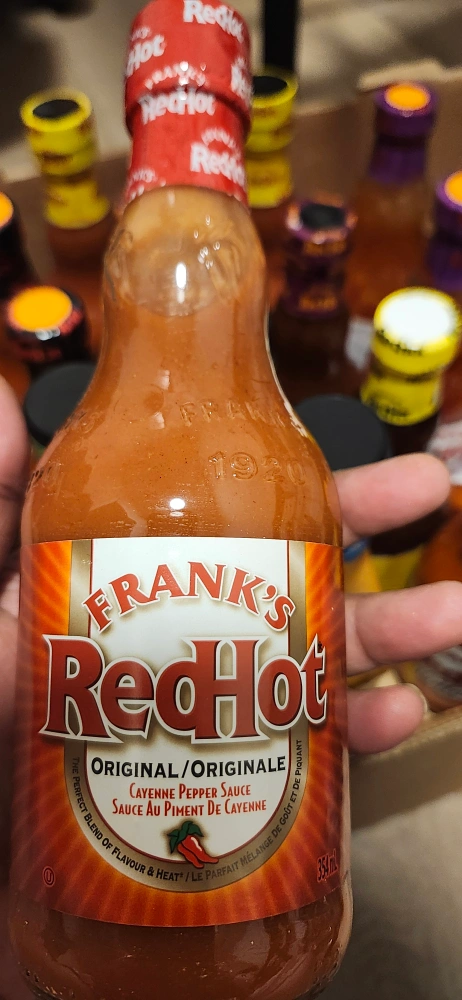 RedHot
FRANK'S
RedHot
RedHot
FRANK'S
1920
FRANK'S
RedHot
ORIGINAL/ORIGINALE
CAYENNE PEPPER SAUCE
SAUCE AU PIMENT DE CAYENNE
THE PERFECT BLEND OF FLAVOUR & HEAT® / LE PARFAIT MÉLANGE DE GOÛT ET DE PIQUANT
354 mL
U